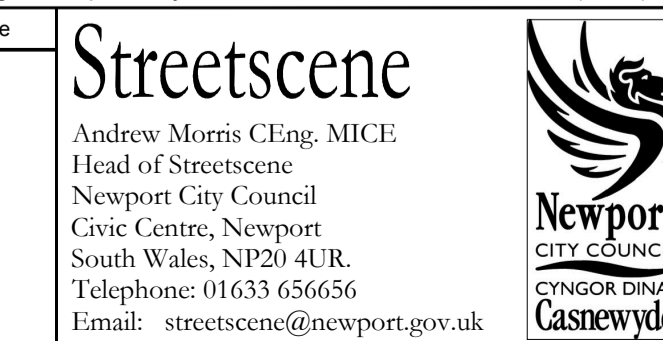 e
Streetscene
Andrew Morris CEng. MICE
Head of Streetscene
Newport City Council
Civic Centre, Newport
South Wales, NP20 4UR.
Telephone: 01633 656656
Email: streetscene@newport.gov.uk
Newpor
CITY COUNC
CYNGOR DINA
Casnewyd